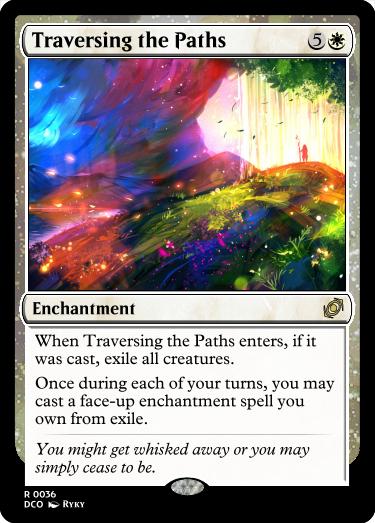 Traversing the Paths 5
Enchantment
When Traversing the Paths enters, if it
was cast, exile all creatures.
Once during each of your turns, you may
cast a face-up enchantment spell you
own from exile.
You might get whisked away or you may
simply cease to be.
R 0036
DCO Ryky